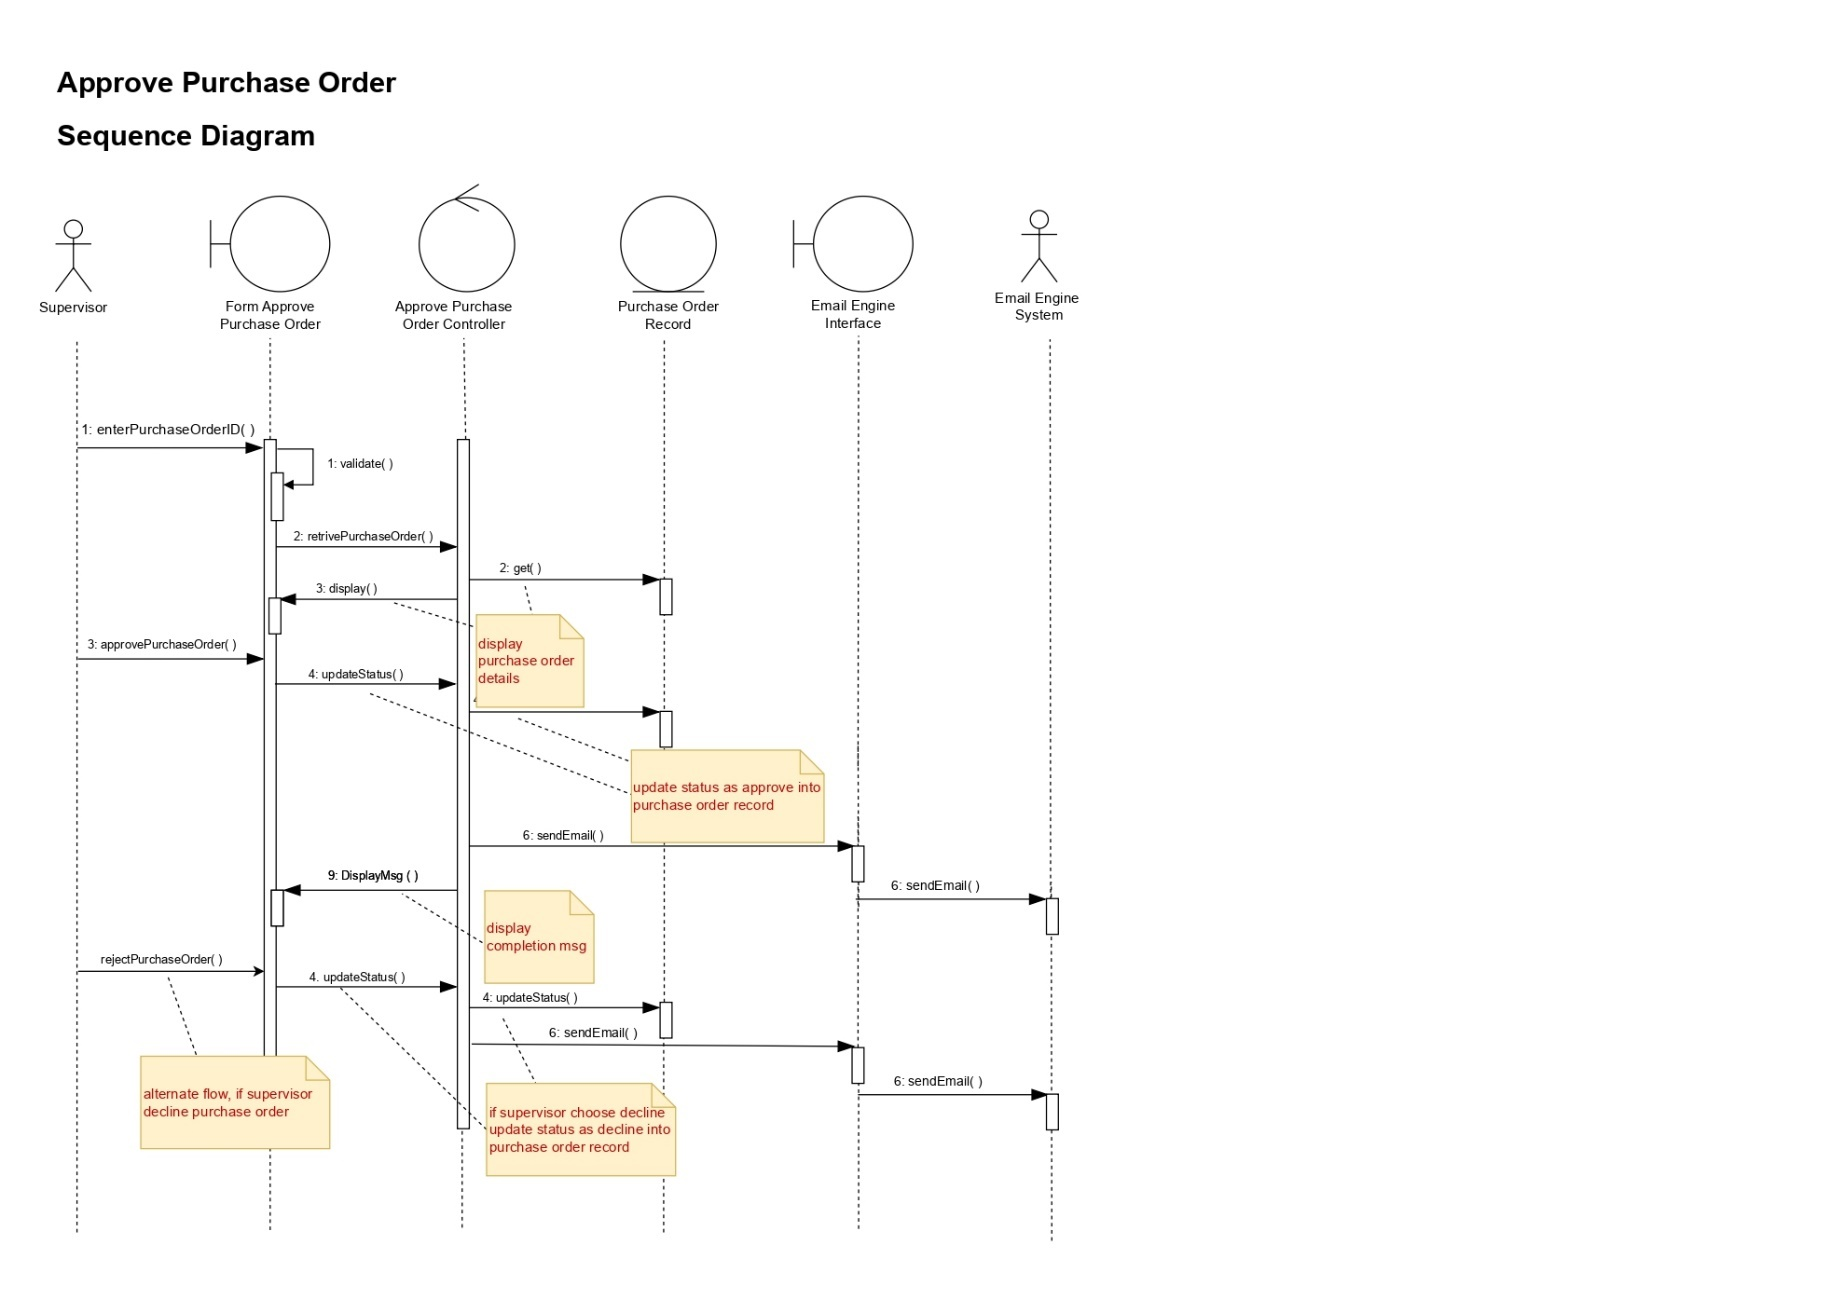 Approve Purchase Order
Sequence Diagram
Supervisor
Form Approve
Purchase Order
Approve Purchase
Order Controller
Purchase Order
Record
Email Engine
Interface
Email Engine
System
1: enterPurchaseOrderID( )
1: validate( )
2: retrivePurchaseOrder( )
2: get( )
3: display( )
display
purchase order
details
3: approvePurchaseOrder( )
4: updateStatus( )
update status as approve into
purchase order record
6: sendEmail( )
9: DisplayMsg ( )
6: sendEmail( )
display
completion msg
rejectPurchaseOrder( )
4. updateStatus( )
4: updateStatus( )
6: sendEmail( )
6: sendEmail( )
alternate flow, if supervisor
decline purchase order
if supervisor choose decline
update status as decline into
purchase order record